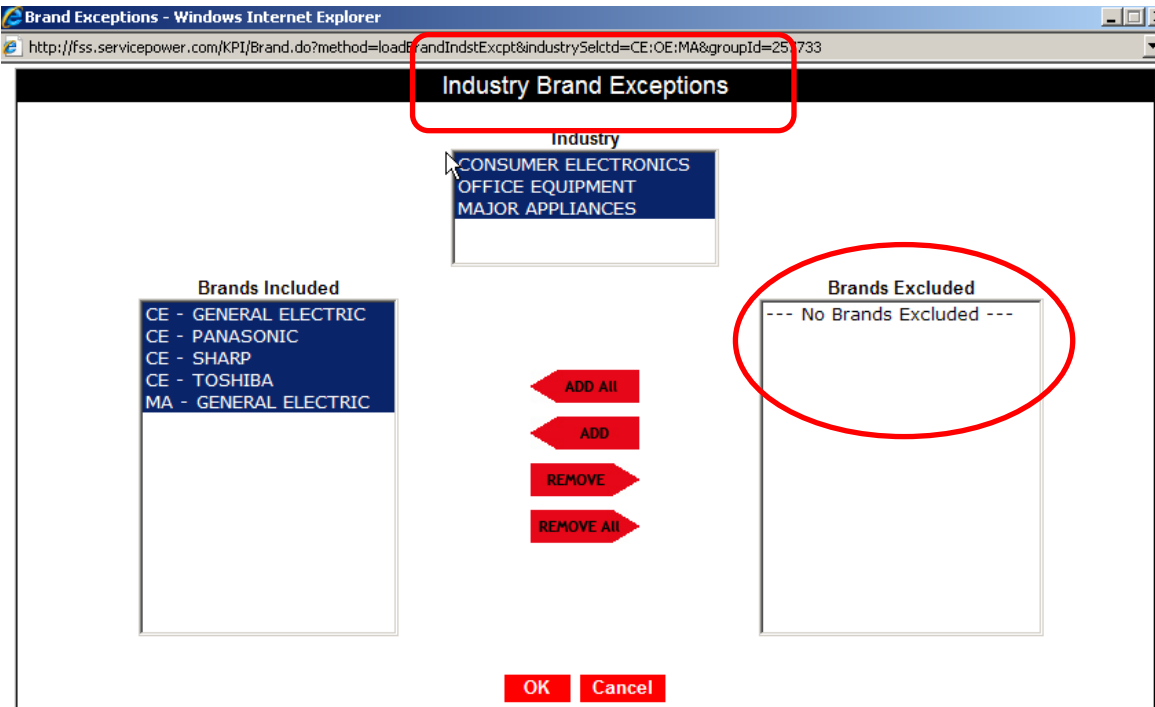 Brand Exceptions - Windows Internet Explorer
http://fss.servicepower.com/KPI/Brand.do?method=loadBrandIndstExcpt&industrySelctd=CE:OE:MA&groupId=257733
Industry Brand Exceptions
Industry
CONSUMER ELECTRONICS
OFFICE EQUIPMENT
MAJOR APPLIANCES
Brands Included
CE - GENERAL ELECTRIC
CE - PANASONIC
CE - SHARP
CE - TOSHIBA
MA - GENERAL ELECTRIC
ADD All
ADD
REMOVE
REMOVE All
Brands Excluded
--- No Brands Excluded ---
OK Cancel